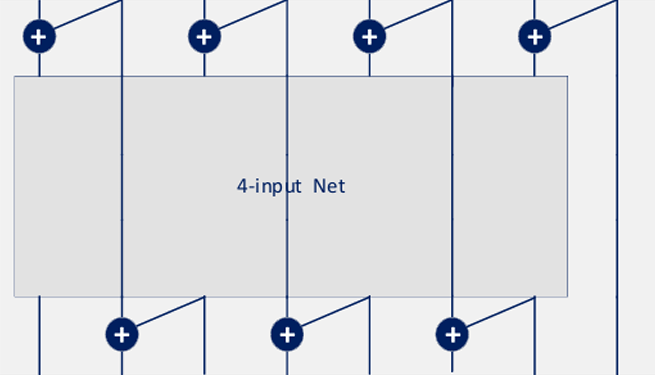 + + + +
4-input Net
+ + +